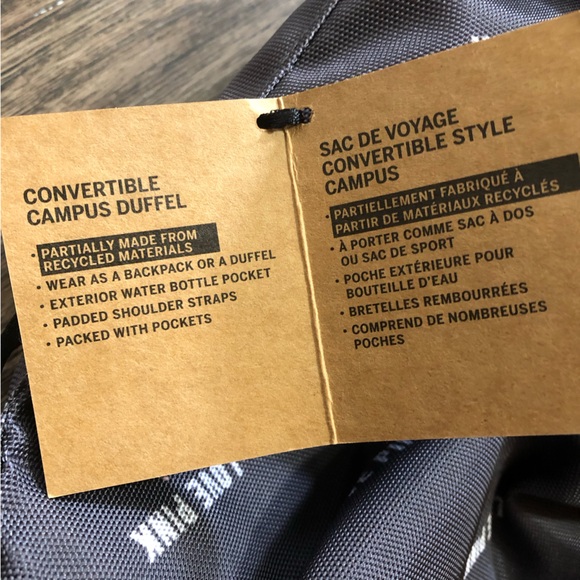 CONVERTIBLE
CAMPUS DUFFEL
• PARTIALLY MADE FROM
RECYCLED MATERIALS
• WEAR AS A BACKPACK OR A DUFFEL
• EXTERIOR WATER BOTTLE POCKET
• PADDED SHOULDER STRAPS
• PACKED WITH POCKETS
SAC DE VOYAGE
CONVERTIBLE STYLE
CAMPUS
• PARTIELLEMENT FABRIQUÉ À
PARTIR DE MATÉRIAUX RECYCLÉS
• À PORTER COMME SAC À DOS
OU SAC DE SPORT
• POCHE EXTÉRIEURE POUR
BOUTEILLE D'EAU
• BRETELLES REMBOURRÉES
• COMPREND DE NOMBREUSES
POCHES
LOVE PINK